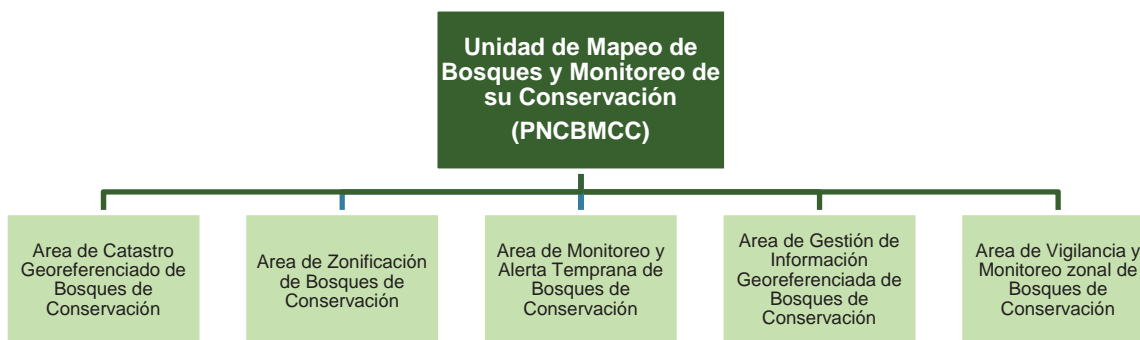 Unidad de Mapeo de
Bosques y Monitoreo de
su Conservación
(PNCBMCC)
Area de Catastro
Georeferenciado de
Bosques de
Conservación
Area de Zonificación
de Bosques de
Conservación
Area de Monitoreo y
Alerta Temprana de
Bosques de
Conservación
Area de Gestión de
Información
Georeferenciada de
Bosques de
Conservación
Area de Vigilancia y
Monitoreo zonal de
Bosques de
Conservación